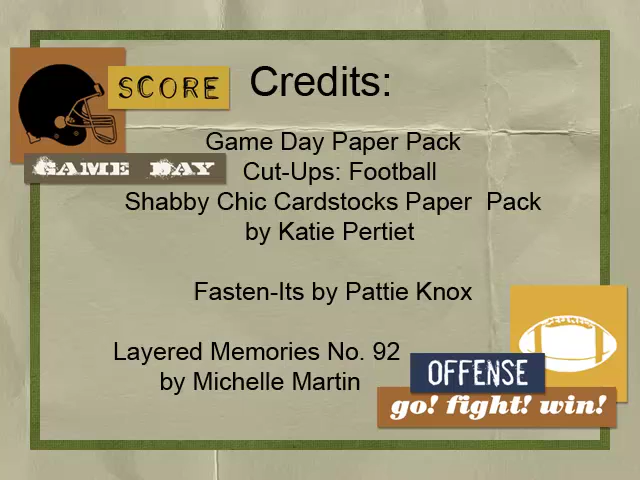 SCORE
Credits:
GAME DAY
Game Day Paper Pack
Cut-Ups: Football
Shabby Chic Cardstocks Paper Pack
by Katie Pertiet
Fasten-Its by Pattie Knox
Layered Memories No. 92
by Michelle Martin
OFFENSE
go! fight! win!